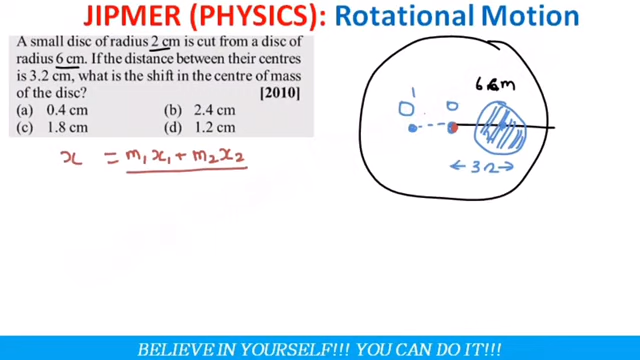 JIPMER (PHYSICS): Rotational Motion
A small disc of radius 2 cm is cut from a disc of
radius 6 cm. If the distance between their centres
is 3.2 cm, what is the shift in the centre of mass
of the disc? [2010]
(a) 0.4 cm (b) 2.4 cm
(c) 1.8 cm (d) 1.2 cm
x = m₁x₁ + m₂x₂
O' O
3.2
BELIEVE IN YOURSELF!!! YOU CAN DO IT!!!